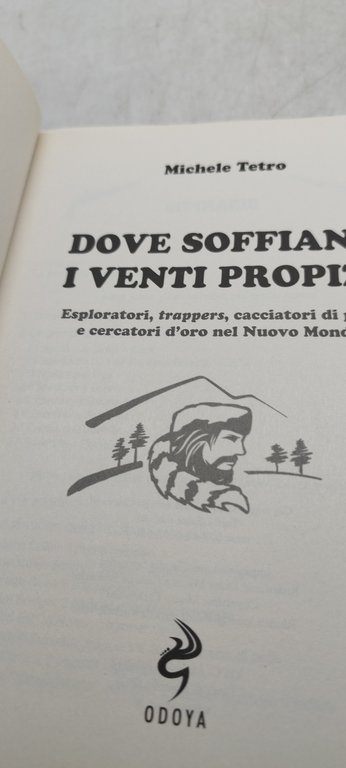 Michele Tetro
DOVE SOFFIAN
I VENTI PROPIZ
Esploratori, trappers, cacciatori di
e cercatori d'oro nel Nuovo Mond
ODOYA